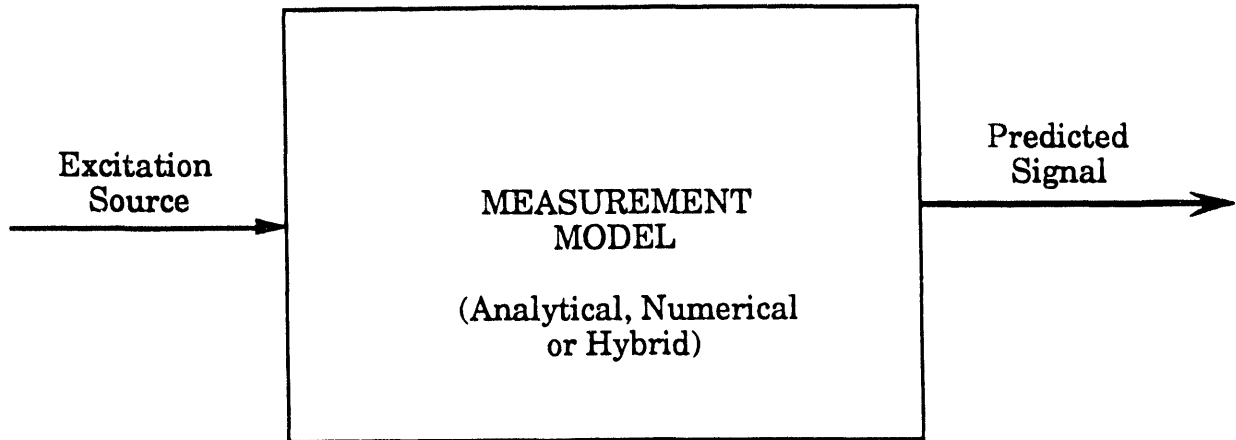 Excitation
Source
MEASUREMENT
MODEL
(Analytical, Numerical
or Hybrid)
Predicted
Signal